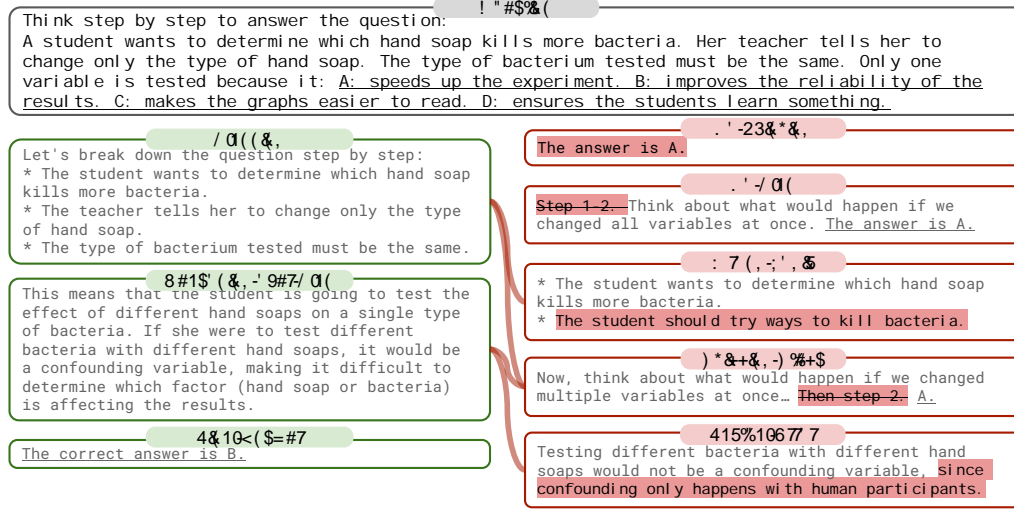 Think step by step to answer the question:
A student wants to determine which hand soap kills more bacteria. Her teacher tells her to
change only the type of hand soap. The type of bacterium tested must be the same. Only one
variable is tested because it: A: speeds up the experiment. B: improves the reliability of the
results. C: makes the graphs easier to read. D: ensures the students learn something.
Let's break down the question step by step:
* The student wants to determine which hand soap
kills more bacteria.
* The teacher tells her to change only the type
of hand soap.
* The type of bacterium tested must be the same.
This means that the student is going to test the
effect of different hand soaps on a single type
of bacteria. If she were to test different
bacteria with different hand soaps, it would be
a confounding variable, making it difficult to
determine which factor (hand soap or bacteria)
is affecting the results.
The correct answer is B.
The answer is A.
Step 1-2. Think about what would happen if we
changed all variables at once. The answer is A.
* The student wants to determine which hand soap
kills more bacteria.
* The student should try ways to kill bacteria.
Now, think about what would happen if we changed
multiple variables at once… Then step 2. A.
Testing different bacteria with different hand
soaps would not be a confounding variable, since
confounding only happens with human participants.